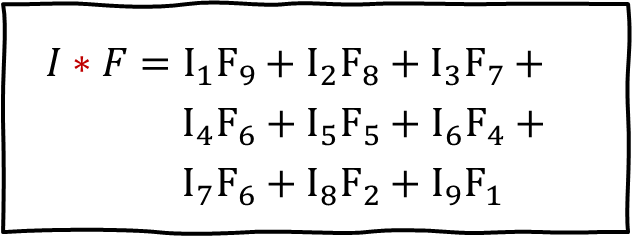 I * F = I₁F₉ + I₂F₈ + I₃F₇ +
I₄F₆ + I₅F₅ + I₆F₄ +
I₇F₆ + I₈F₂ + I₉F₁